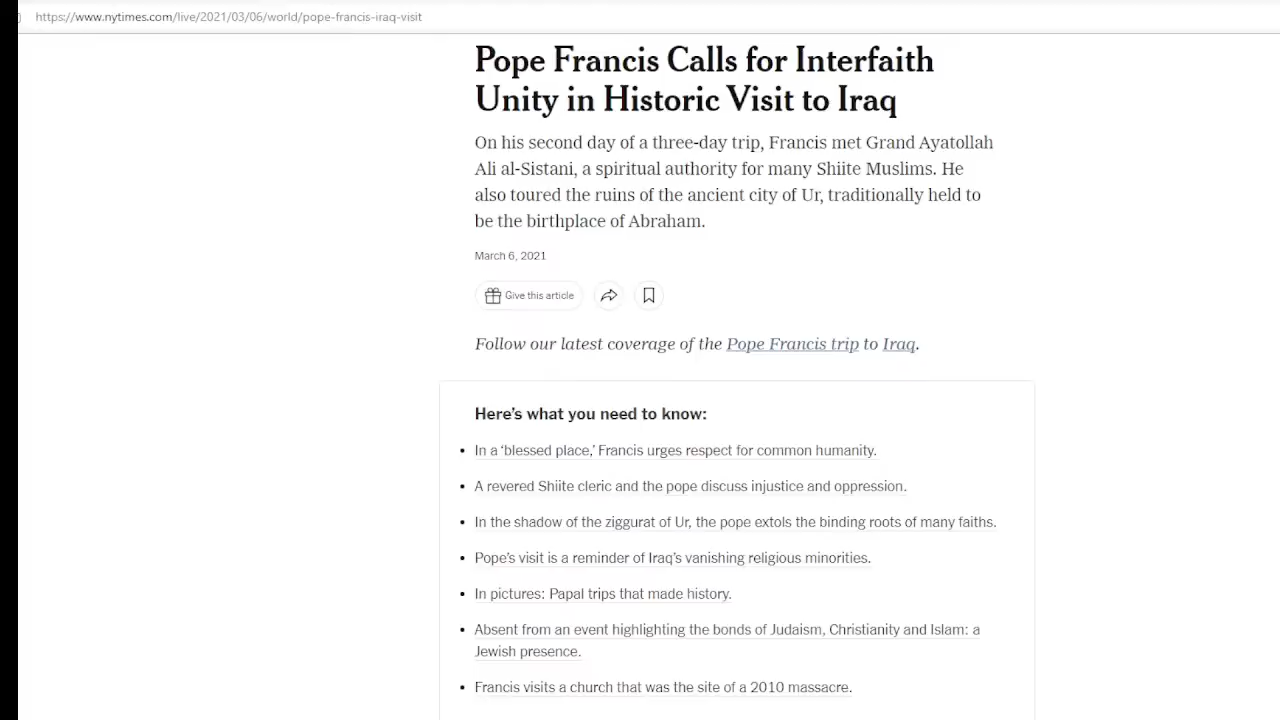 https://www.nytimes.com/live/2021/03/06/world/pope-francis-iraq-visit
Pope Francis Calls for Interfaith
Unity in Historic Visit to Iraq
On his second day of a three-day trip, Francis met Grand Ayatollah
Ali al-Sistani, a spiritual authority for many Shiite Muslims. He
also toured the ruins of the ancient city of Ur, traditionally held to
be the birthplace of Abraham.
March 6, 2021
Give this article
Follow our latest coverage of the Pope Francis trip to Iraq.
Here's what you need to know:
• In a ‘blessed place,’ Francis urges respect for common humanity.
• A revered Shiite cleric and the pope discuss injustice and oppression.
• In the shadow of the ziggurat of Ur, the pope extols the binding roots of many faiths.
• Pope's visit is a reminder of Iraq's vanishing religious minorities.
• In pictures: Papal trips that made history.
• Absent from an event highlighting the bonds of Judaism, Christianity and Islam: a
Jewish presence.
• Francis visits a church that was the site of a 2010 massacre.